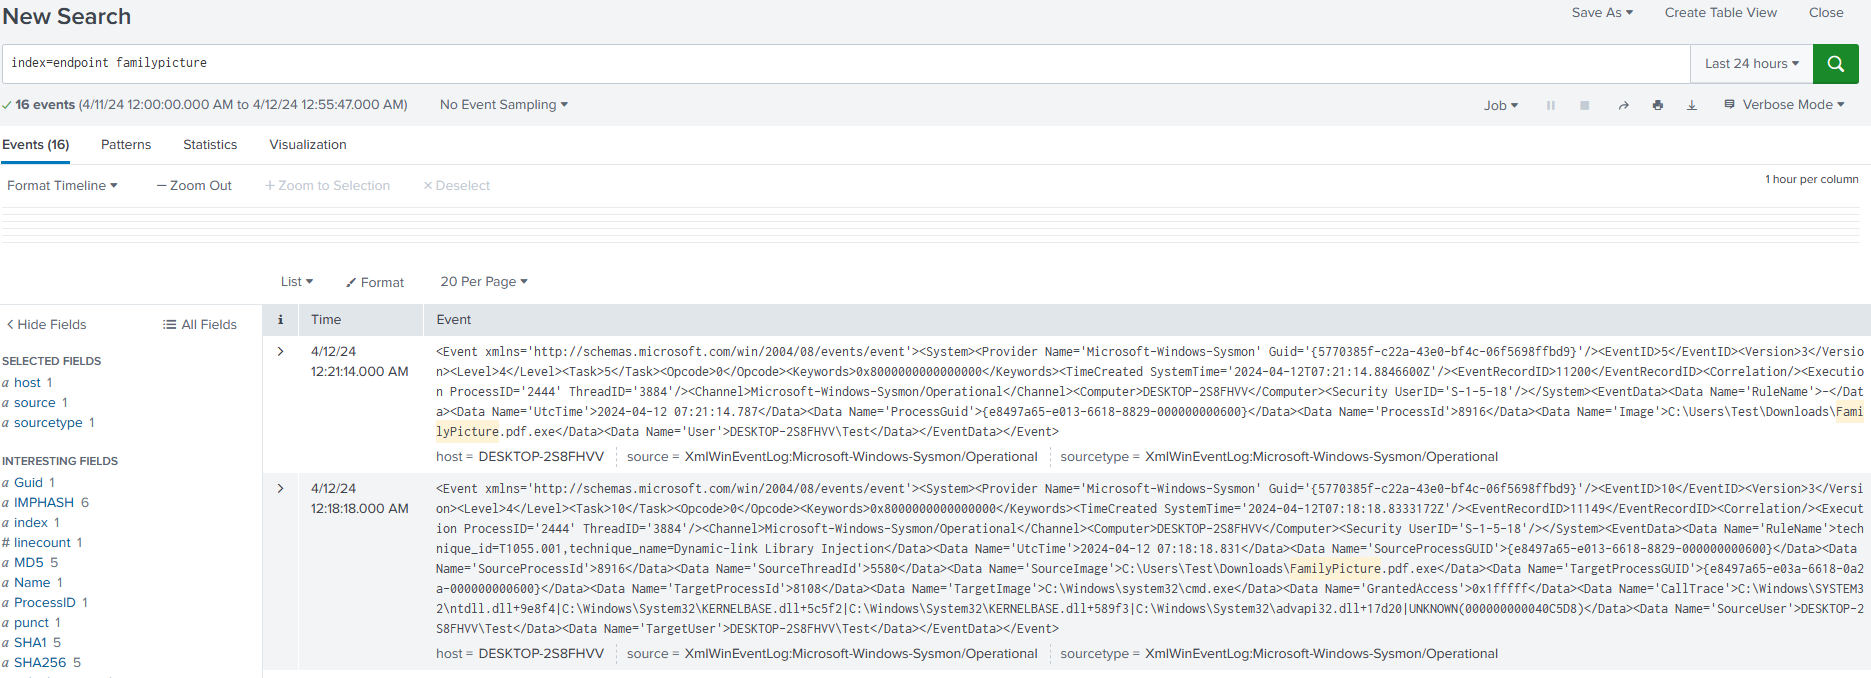 New Search
Save As
Create Table View
Close
index=endpoint familypicture
Last 24 hours
16 events (4/11/24 12:00:00.000 AM to 4/12/24 12:55:47.000 AM)
No Event Sampling
Job
Verbose Mode
Events (16)
Patterns
Statistics
Visualization
Format Timeline
— Zoom Out
+ Zoom to Selection
× Deselect
1 hour per column
List
Format
20 Per Page
< Hide Fields
All Fields
i
Time
Event
SELECTED FIELDS
a host 1
a source 1
a sourcetype 1
INTERESTING FIELDS
a Guid 1
a IMPHASH 6
a index 1
# linecount 1
a MD5 5
a Name 1
a ProcessID 1
a punct 1
a SHA1 5
a SHA256 5
4/12/24
12:21:14.000 AM
<Event xmlns='http://schemas.microsoft.com/win/2004/08/events/event'><System><Provider Name='Microsoft-Windows-Sysmon' Guid='{5770385f-c22a-43e0-bf4c-06f5698ffbd9}'/><EventID>5</EventID><Version>3</Versio
n><Level>4</Level><Task>5</Task><Opcode>0</Opcode><Keywords>0x8000000000000000</Keywords><TimeCreated SystemTime='2024-04-12T07:21:14.8846600Z'/><EventRecordID>11200</EventRecordID><Correlation/><Executio
n ProcessID='2444' ThreadID='3884'/><Channel>Microsoft-Windows-Sysmon/Operational</Channel><Computer>DESKTOP-2S8FHVV</Computer><Security UserID='S-1-5-18'/></System><EventData><Data Name='RuleName'>-</Dat
a><Data Name='UtcTime'>2024-04-12 07:21:14.787</Data><Data Name='ProcessGuid'>{e8497a65-e013-6618-8829-000000000600}</Data><Data Name='ProcessId'>8916</Data><Data Name='Image'>C:\Users\Test\Downloads\Fami
lyPicture.pdf.exe</Data><Data Name='User'>DESKTOP-2S8FHVV\Test</Data></EventData></Event>
host = DESKTOP-2S8FHVV
source = XmlWinEventLog:Microsoft-Windows-Sysmon/Operational
sourcetype = XmlWinEventLog:Microsoft-Windows-Sysmon/Operational
4/12/24
12:18:18.000 AM
<Event xmlns='http://schemas.microsoft.com/win/2004/08/events/event'><System><Provider Name='Microsoft-Windows-Sysmon' Guid='{5770385f-c22a-43e0-bf4c-06f5698ffbd9}'/><EventID>10</EventID><Version>3</Versi
on><Level>4</Level><Task>10</Task><Opcode>0</Opcode><Keywords>0x8000000000000000</Keywords><TimeCreated SystemTime='2024-04-12T07:18:18.8333172Z'/><EventRecordID>11149</EventRecordID><Correlation/><Execut
ion ProcessID='2444' ThreadID='3884'/><Channel>Microsoft-Windows-Sysmon/Operational</Channel><Computer>DESKTOP-2S8FHVV</Computer><Security UserID='S-1-5-18'/></System><EventData><Data Name='RuleName'>tech
nique_id=T1055.001,technique_name=Dynamic-link Library Injection</Data><Data Name='UtcTime'>2024-04-12 07:18:18.831</Data><Data Name='SourceProcessGUID'>{e8497a65-e013-6618-8829-000000000600}</Data><Data
Name='SourceProcessId'>8916</Data><Data Name='SourceThreadId'>5580</Data><Data Name='SourceImage'>C:\Users\Test\Downloads\FamilyPicture.pdf.exe</Data><Data Name='TargetProcessGUID'>{e8497a65-e03a-6618-0a2
a-000000000600}</Data><Data Name='TargetProcessId'>8108</Data><Data Name='TargetImage'>C:\Windows\system32\cmd.exe</Data><Data Name='GrantedAccess'>0x1fffff</Data><Data Name='CallTrace'>C:\Windows\SYSTEM3
2\ntdll.dll+9e8f4|C:\Windows\System32\KERNELBASE.dll+5c5f2|C:\Windows\System32\KERNELBASE.dll+589f3|C:\Windows\System32\advapi32.dll+17d20|UNKNOWN(000000000040C5D8)</Data><Data Name='SourceUser'>DESKTOP-2
S8FHVV\Test</Data><Data Name='TargetUser'>DESKTOP-2S8FHVV\Test</Data></EventData></Event>
host = DESKTOP-2S8FHVV
source = XmlWinEventLog:Microsoft-Windows-Sysmon/Operational
sourcetype = XmlWinEventLog:Microsoft-Windows-Sysmon/Operational